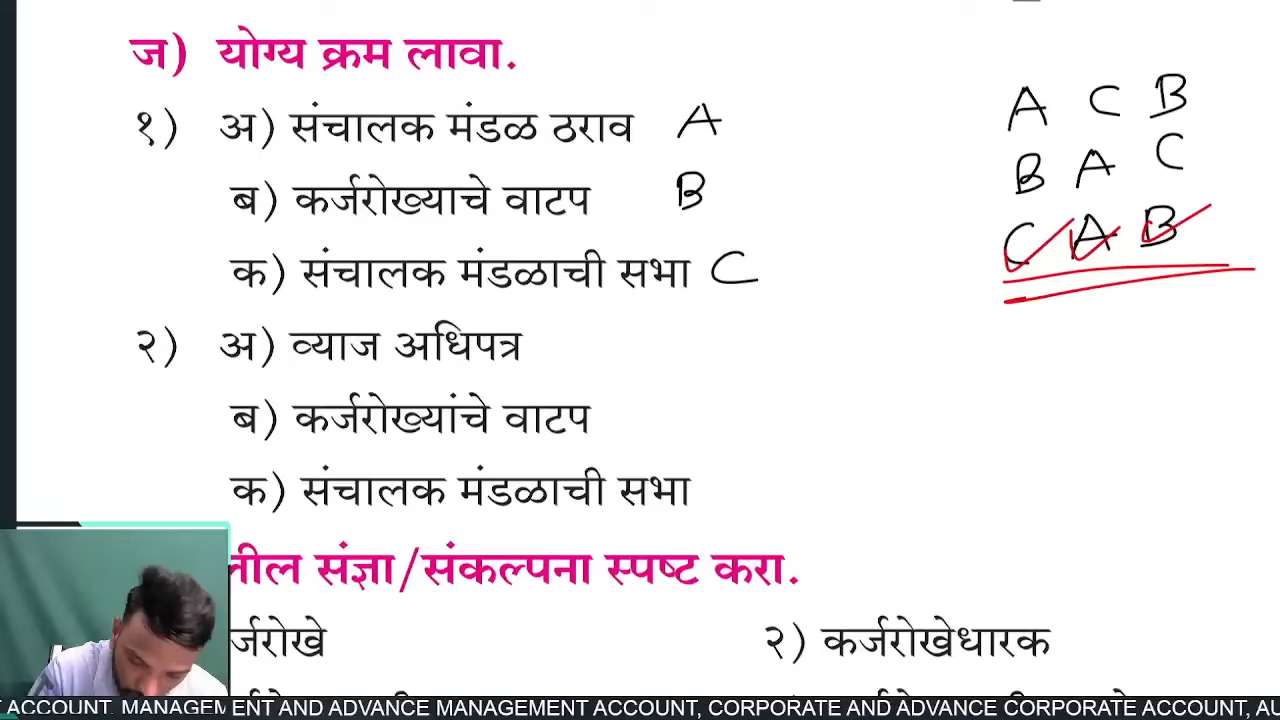 ज) योग्य क्रम लावा.
१) अ) संचालक मंडळ ठराव A
ब) कर्जरोख्याचे वाटप B
क) संचालक मंडळाची सभा C
A C B
B A C
C A B
२) अ) व्याज अधिपत्र
ब) कर्जरोख्यांचे वाटप
क) संचालक मंडळाची सभा
तील संज्ञा/संकल्पना स्पष्ट करा.
र्जरोखे २) कर्जरोखेधारक
T ACCOUNT, MANAGEMENT AND ADVANCE MANAGEMENT ACCOUNT, CORPORATE AND ADVANCE CORPORATE ACCOUNT, AU